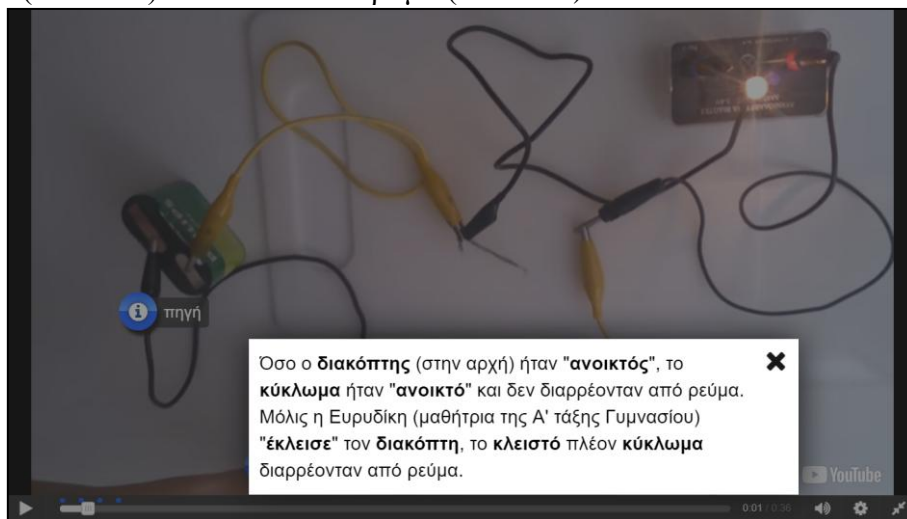 πηγή
Όσο ο διακόπτης (στην αρχή) ήταν "ανοικτός", το
κύκλωμα ήταν "ανοικτό" και δεν διαρρέονταν από ρεύμα.
Μόλις η Ευρυδίκη (μαθήτρια της Α' τάξης Γυμνασίου)
"έκλεισε" τον διακόπτη, το κλειστό πλέον κύκλωμα
διαρρέονταν από ρεύμα.
YouTube
0:01 / 0:36